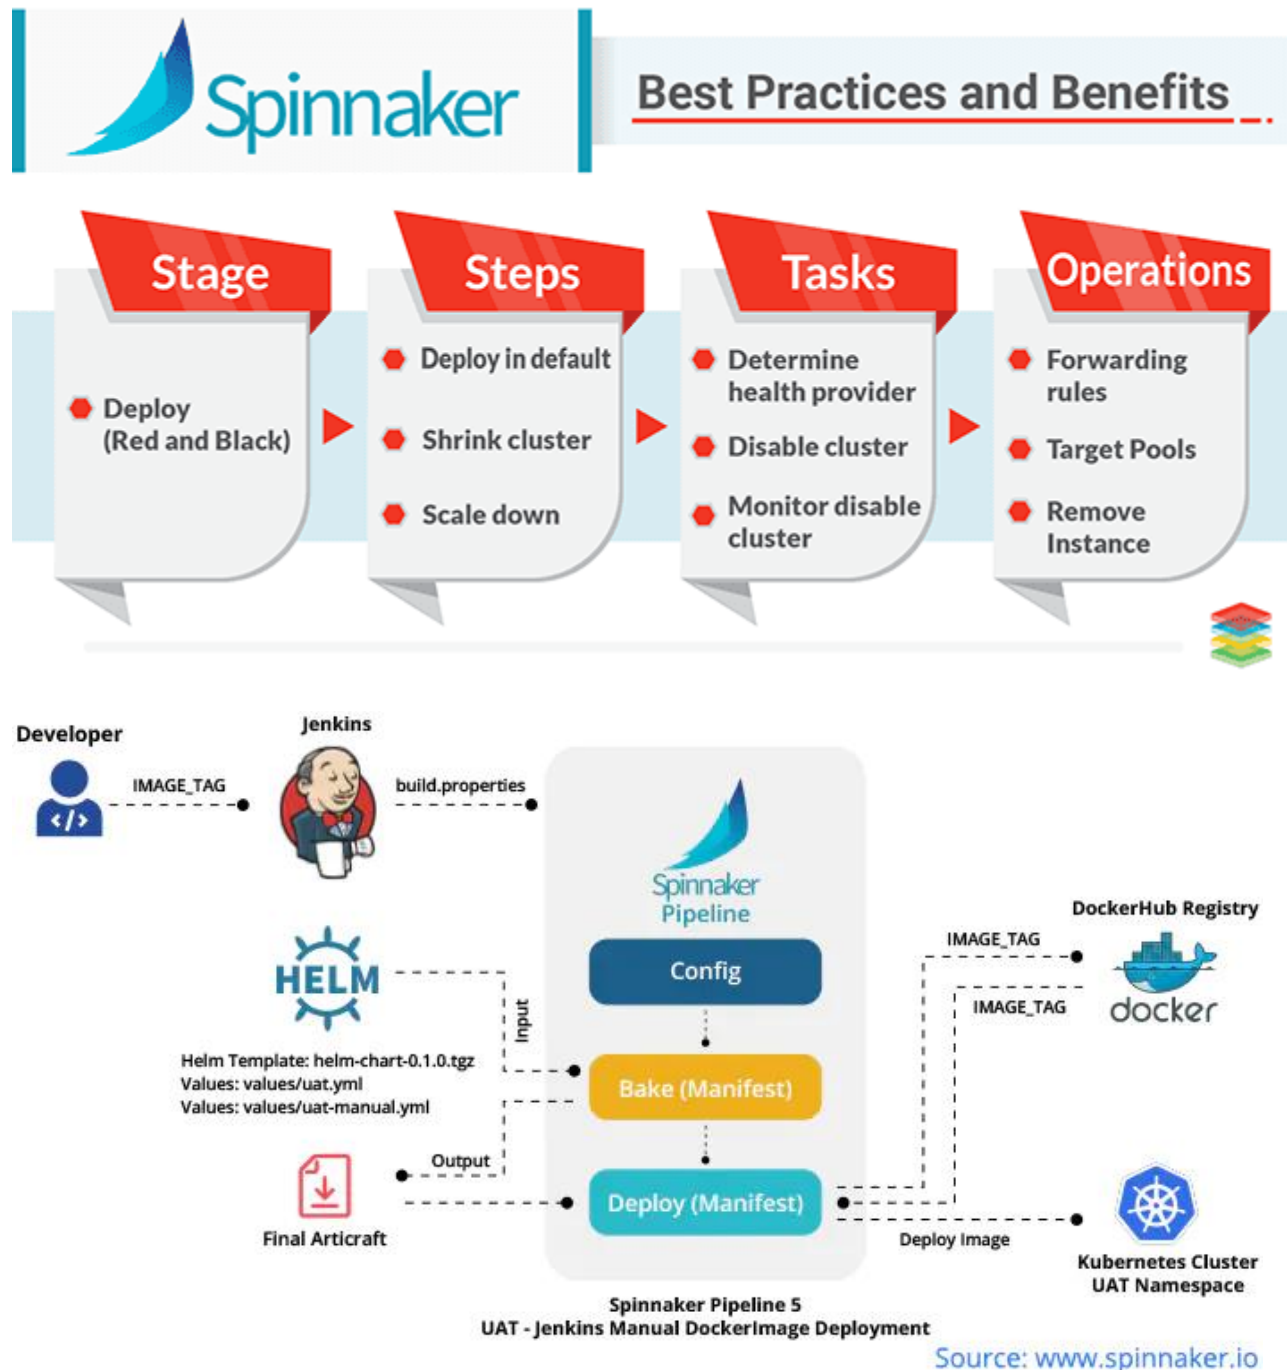 Spinnaker
Best Practices and Benefits
Stage
Deploy
(Red and Black)
Steps
Deploy in default
Shrink cluster
Scale down
Tasks
Determine
health provider
Disable cluster
Monitor disable
cluster
Operations
Forwarding
rules
Target Pools
Remove
Instance
Developer
</>
IMAGE_TAG
Jenkins
build.properties
Spinnaker
Pipeline
Config
Bake (Manifest)
Deploy (Manifest)
HELM
Input
Helm Template: helm-chart-0.1.0.tgz
Values: values/uat.yml
Values: values/uat-manual.yml
Output
Final Articraft
DockerHub Registry
IMAGE_TAG
IMAGE_TAG
docker
Deploy Image
Kubernetes Cluster
UAT Namespace
Spinnaker Pipeline 5
UAT - Jenkins Manual DockerImage Deployment
Source: www.spinnaker.io